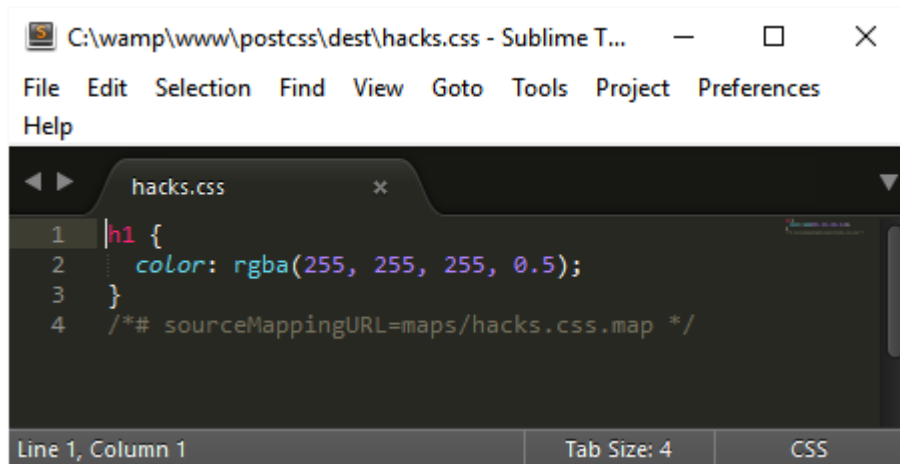 C:\wamp\www\postcss\dest\hacks.css - Sublime T...
File Edit Selection Find View Goto Tools Project Preferences
Help
hacks.css
1 h1 {
2 color: rgba(255, 255, 255, 0.5);
3 }
4 /*# sourceMappingURL=maps/hacks.css.map */
Line 1, Column 1 Tab Size: 4 CSS